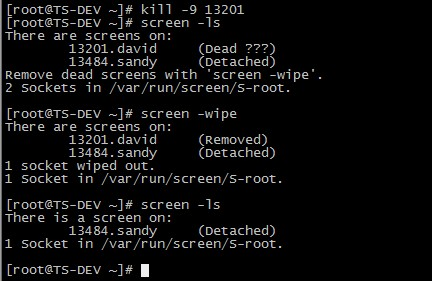 [root@TS-DEV ~]# kill -9 13201
[root@TS-DEV ~]# screen -ls
There are screens on:
        13201.david     (Dead ???)
        13484.sandy     (Detached)
Remove dead screens with 'screen -wipe'.
2 Sockets in /var/run/screen/S-root.

[root@TS-DEV ~]# screen -wipe
There are screens on:
        13201.david     (Removed)
        13484.sandy     (Detached)
1 socket wiped out.
1 Socket in /var/run/screen/S-root.

[root@TS-DEV ~]# screen -ls
There is a screen on:
        13484.sandy     (Detached)
1 Socket in /var/run/screen/S-root.

[root@TS-DEV ~]#